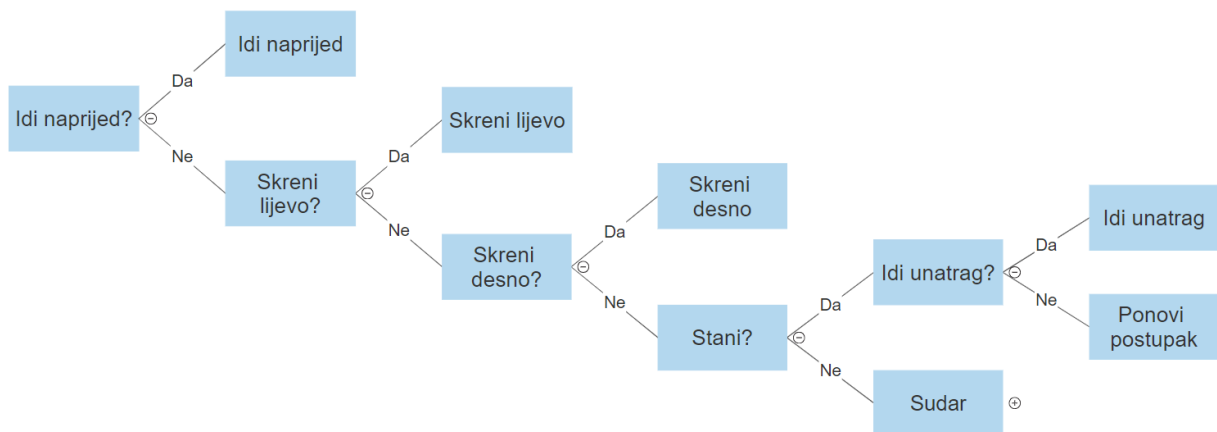 Idi naprijed
Da
Idi naprijed?
Ne
Skreni lijevo
Da
Skreni
lijevo?
Ne
Skreni
desno
Da
Skreni
desno?
Ne
Idi unatrag
Da
Idi unatrag?
Ne
Ponovi
postupak
Da
Stani?
Ne
Sudar